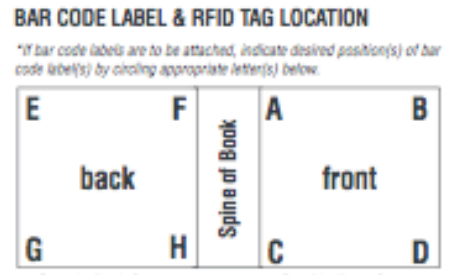 BAR CODE LABEL & RFID TAG LOCATION
*If bar code labels are to be attached, indicate desired position(s) of bar
code label(s) by circling appropriate letter(s) below.
E F A B
back Spine of Book front
G H C D